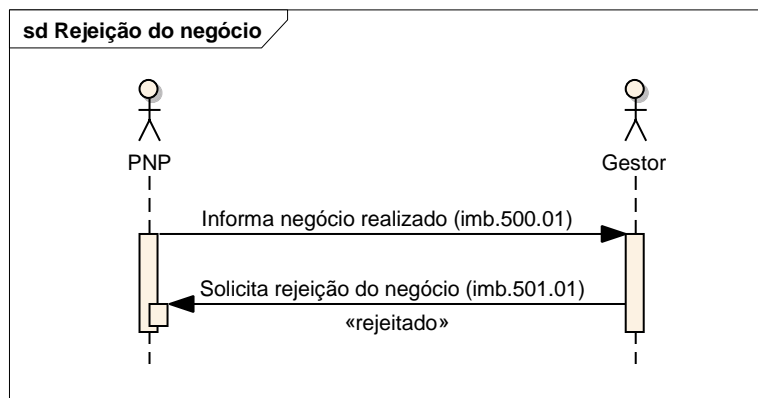 sd Rejeição do negócio
PNP
Gestor
Informa negócio realizado (imb.500.01)
Solicita rejeição do negócio (imb.501.01)
«rejeitado»